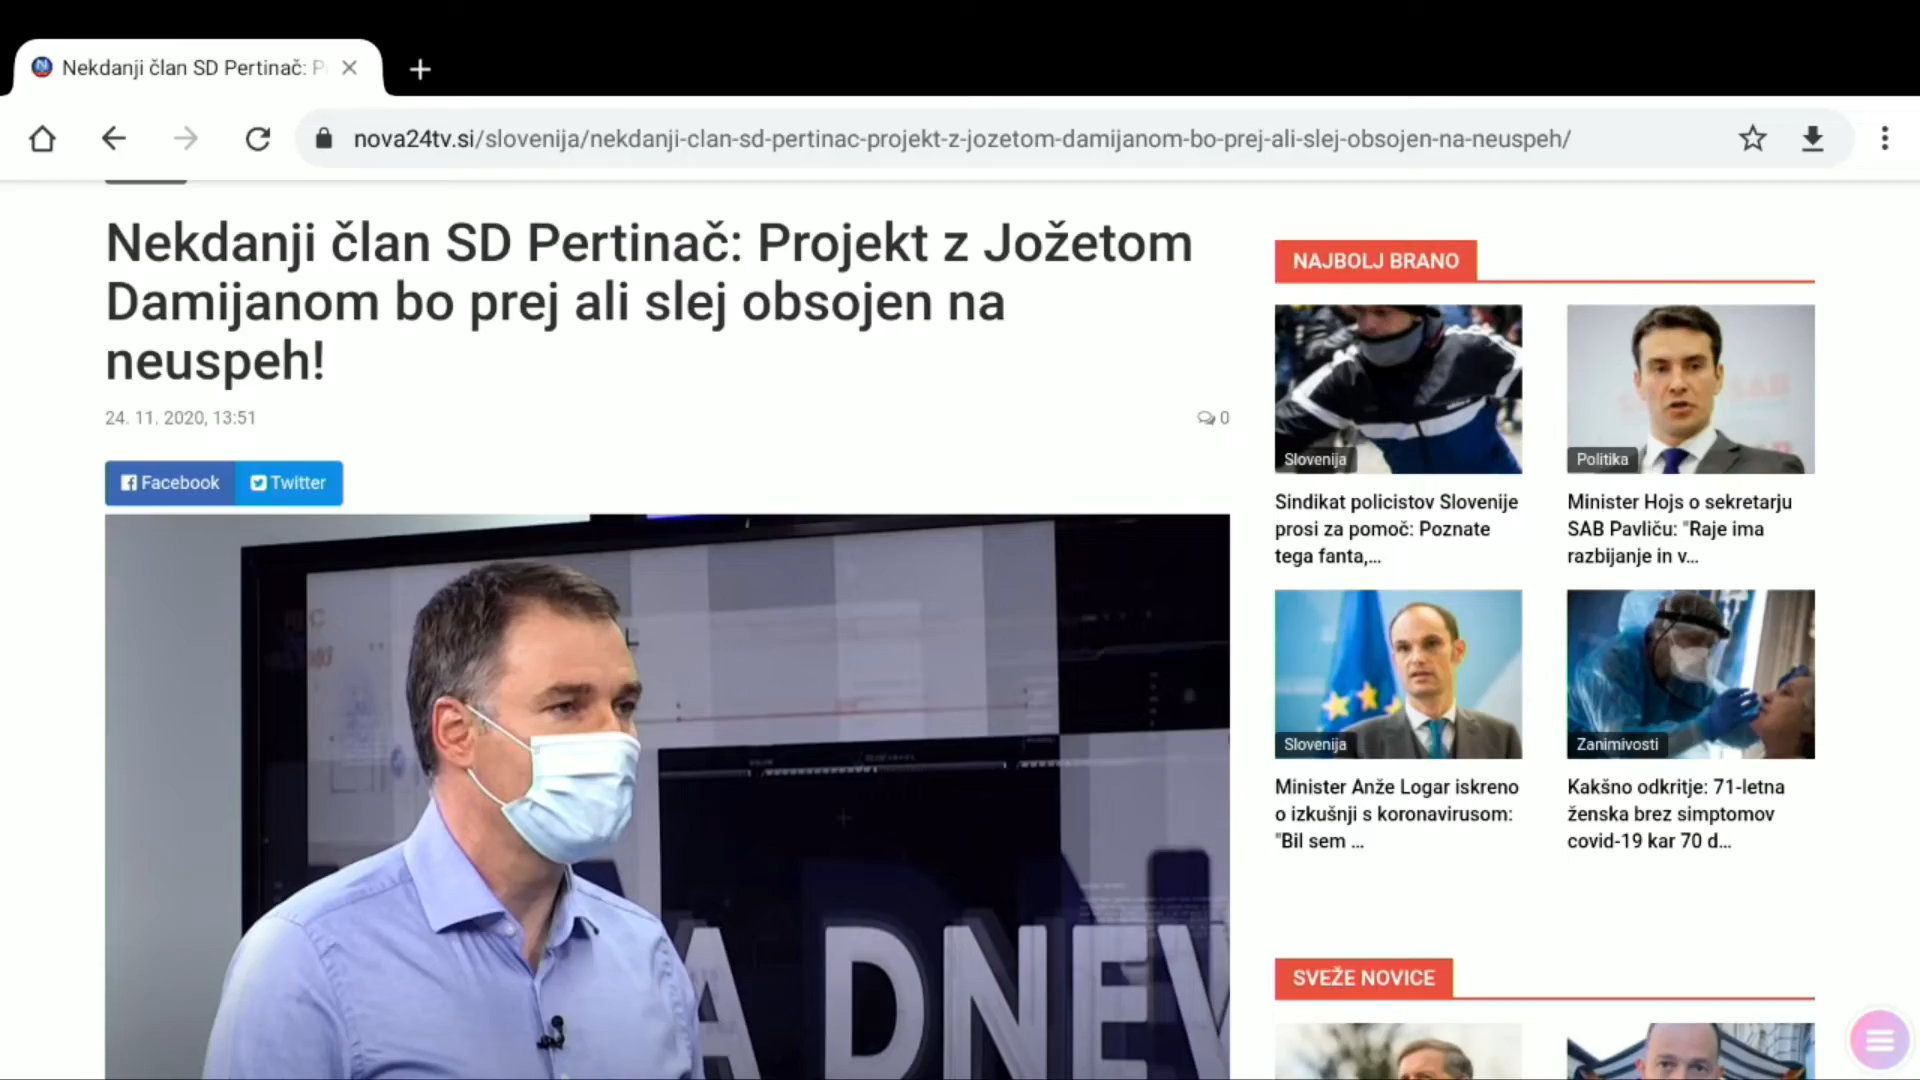 Nekdanji član SD Pertinač: P
nova24tv.si/slovenija/nekdanji-clan-sd-pertinac-projekt-z-jozetom-damijanom-bo-prej-ali-slej-obsojen-na-neuspeh/
Nekdanji član SD Pertinač: Projekt z Jožetom
Damijanom bo prej ali slej obsojen na
neuspeh!
24. 11. 2020, 13:51
0
Facebook
Twitter
A DNEV
NAJBOLJ BRANO
Slovenija
Sindikat policistov Slovenije
prosi za pomoč: Poznate
tega fanta,...
Politika
Minister Hojs o sekretarju
SAB Pavliču: "Raje ima
razbijanje in v...
Slovenija
Minister Anže Logar iskreno
o izkušnji s koronavirusom:
"Bil sem ...
Zanimivosti
Kakšno odkritje: 71-letna
ženska brez simptomov
covid-19 kar 70 d...
SVEŽE NOVICE